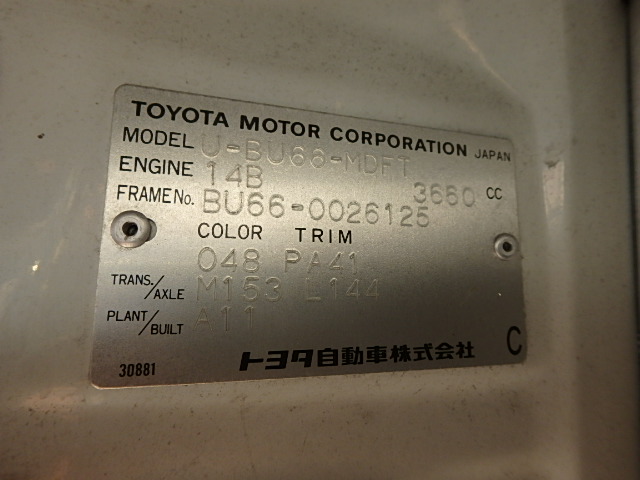 TOYOTA MOTOR CORPORATION JAPAN
MODEL U-BU66-MDFT
ENGINE 14B 3660 CC
FRAME No. BU66-0026125
COLOR TRIM
048 PA41
TRANS./AXLE M153 L144
PLANT/BUILT A11
30881 トヨタ自動車株式会社 C